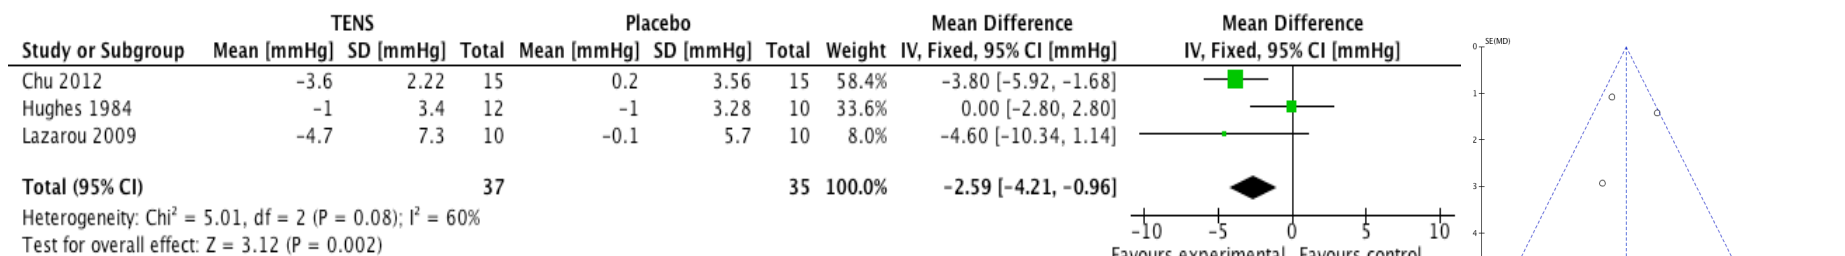 TENS Placebo Mean Difference Mean Difference
Study or Subgroup Mean [mmHg] SD [mmHg] Total Mean [mmHg] SD [mmHg] Total Weight IV, Fixed, 95% CI [mmHg] IV, Fixed, 95% CI [mmHg]
Chu 2012 −3.6 2.22 15 0.2 3.56 15 58.4% −3.80 [−5.92, −1.68]
Hughes 1984 −1 3.4 12 −1 3.28 10 33.6% 0.00 [−2.80, 2.80]
Lazarou 2009 −4.7 7.3 10 −0.1 5.7 10 8.0% −4.60 [−10.34, 1.14]
Total (95% CI) 37 35 100.0% −2.59 [−4.21, −0.96]
Heterogeneity: Chi² = 5.01, df = 2 (P = 0.08); I² = 60%
Test for overall effect: Z = 3.12 (P = 0.002)
−10 −5 0 5 10
Favours experimental Favours control
SE(MD)
0
1
2
3
4